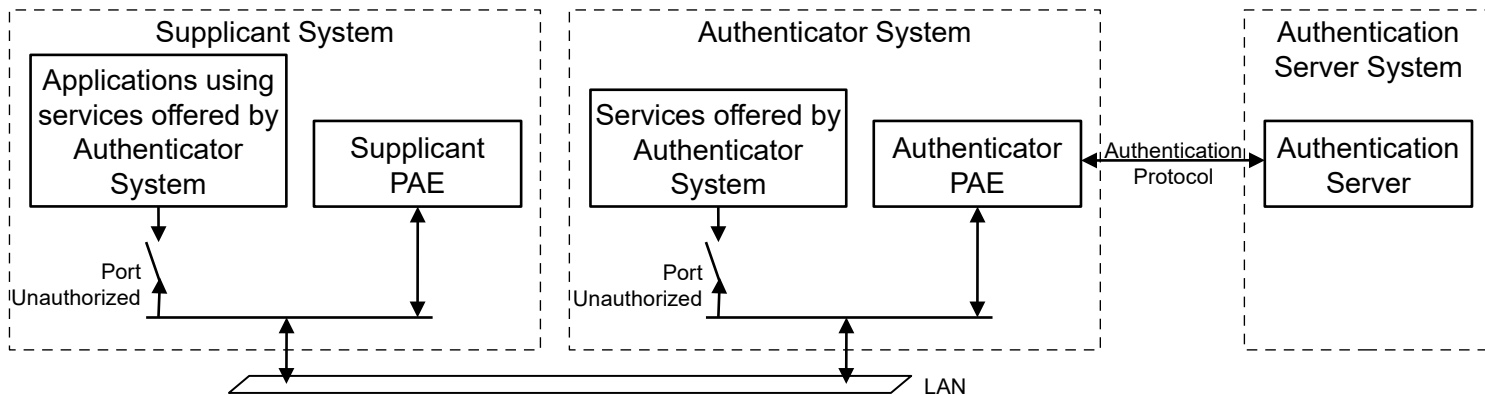 Supplicant System
Applications using
services offered by
Authenticator
System
Supplicant
PAE
Port
Unauthorized
Authenticator System
Services offered by
Authenticator
System
Authenticator
PAE
Port
Unauthorized
Authentication
Protocol
Authentication
Server System
Authentication
Server
LAN